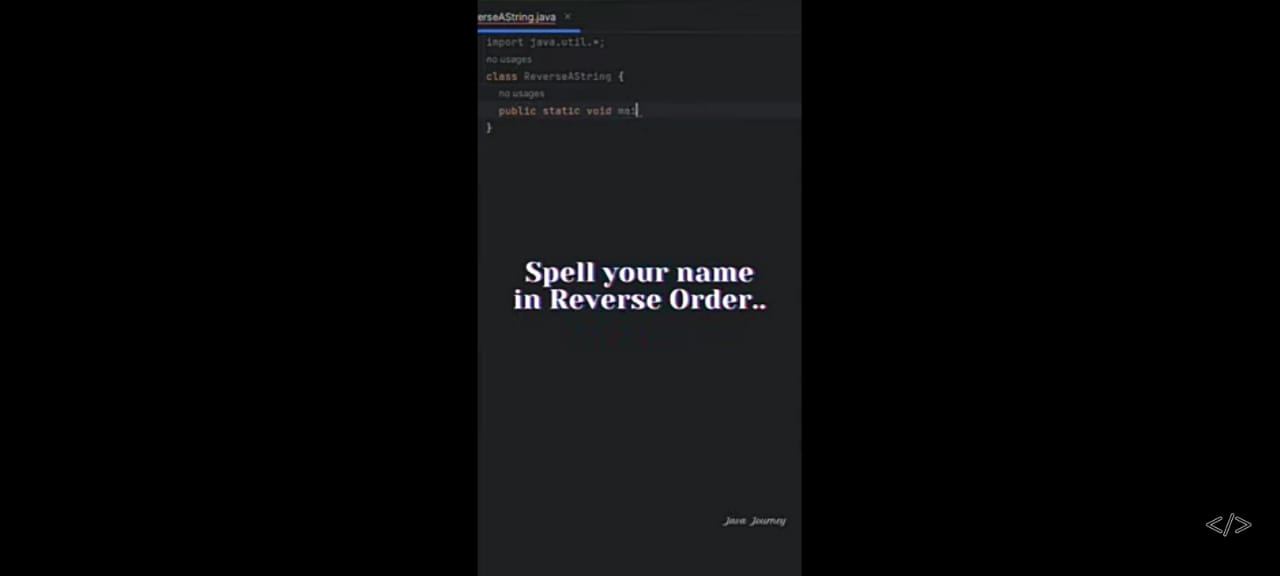 erseAString.java ×
import java.util.*;
no usages
class ReverseAString {
no usages
public static void mai
}
Spell your name
in Reverse Order..
Java Journey
</>